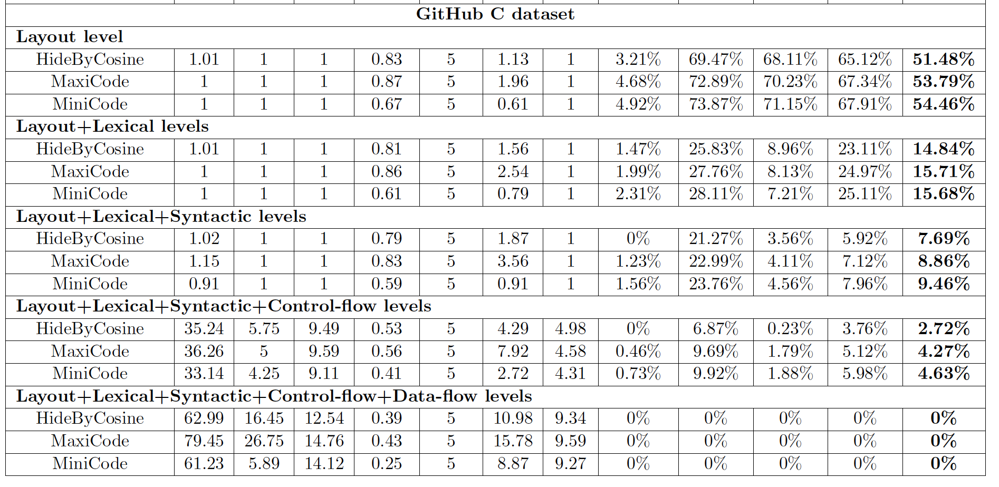 GitHub C dataset
Layout level
HideByCosine 1.01 1 1 0.83 5 1.13 1 3.21% 69.47% 68.11% 65.12% 51.48%
MaxiCode 1 1 1 0.87 5 1.96 1 4.68% 72.89% 70.23% 67.34% 53.79%
MiniCode 1 1 1 0.67 5 0.61 1 4.92% 73.87% 71.15% 67.91% 54.46%
Layout+Lexical levels
HideByCosine 1.01 1 1 0.81 5 1.56 1 1.47% 25.83% 8.96% 23.11% 14.84%
MaxiCode 1 1 1 0.86 5 2.54 1 1.99% 27.76% 8.13% 24.97% 15.71%
MiniCode 1 1 1 0.61 5 0.79 1 2.31% 28.11% 7.21% 25.11% 15.68%
Layout+Lexical+Syntactic levels
HideByCosine 1.02 1 1 0.79 5 1.87 1 0% 21.27% 3.56% 5.92% 7.69%
MaxiCode 1.15 1 1 0.83 5 3.56 1 1.23% 22.99% 4.11% 7.12% 8.86%
MiniCode 0.91 1 1 0.59 5 0.91 1 1.56% 23.76% 4.56% 7.96% 9.46%
Layout+Lexical+Syntactic+Control-flow levels
HideByCosine 35.24 5.75 9.49 0.53 5 4.29 4.98 0% 6.87% 0.23% 3.76% 2.72%
MaxiCode 36.26 5 9.59 0.56 5 7.92 4.58 0.46% 9.69% 1.79% 5.12% 4.27%
MiniCode 33.14 4.25 9.11 0.41 5 2.72 4.31 0.73% 9.92% 1.88% 5.98% 4.63%
Layout+Lexical+Syntactic+Control-flow+Data-flow levels
HideByCosine 62.99 16.45 12.54 0.39 5 10.98 9.34 0% 0% 0% 0% 0%
MaxiCode 79.45 26.75 14.76 0.43 5 15.78 9.59 0% 0% 0% 0% 0%
MiniCode 61.23 5.89 14.12 0.25 5 8.87 9.27 0% 0% 0% 0% 0%